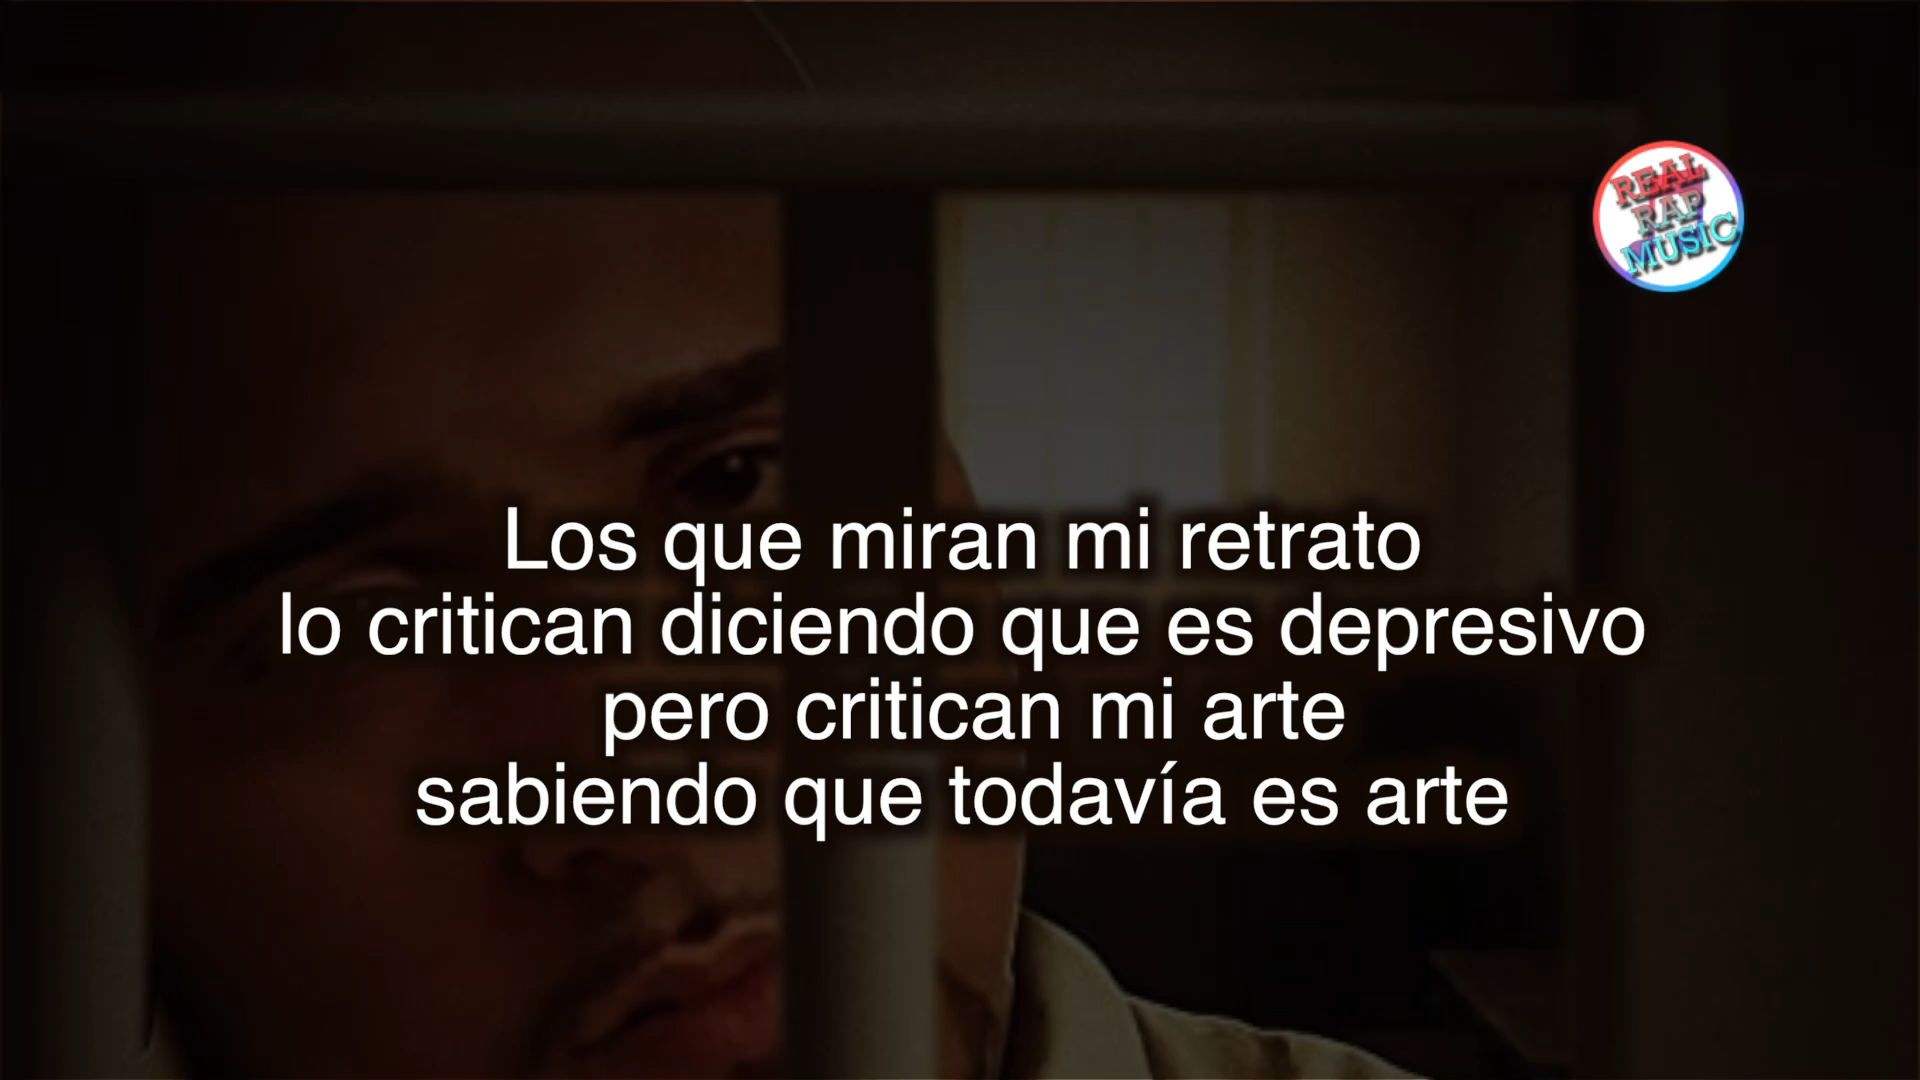 REAL
RAP
MUSIC
Los que miran mi retrato
lo critican diciendo que es depresivo
pero critican mi arte
sabiendo que todavía es arte